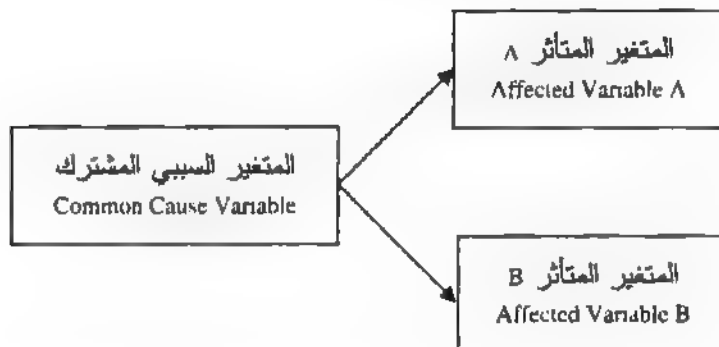 المتغير المتأثر A
Affected Variable A
المتغير السببي المشترك
Common Cause Variable
المتغير المتأثر B
Affected Variable B